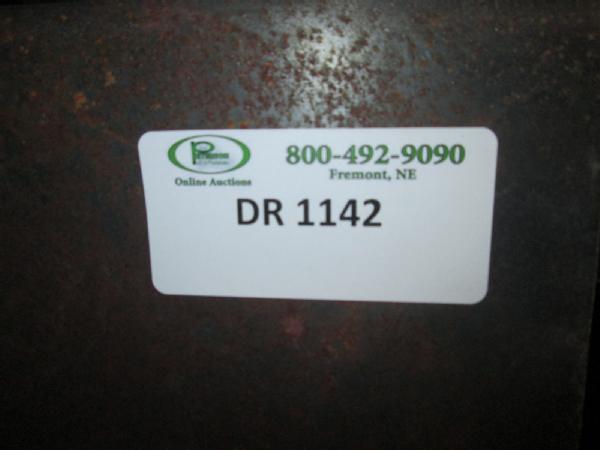 800-492-9090
Fremont, NE
Online Auctions
DR 1142